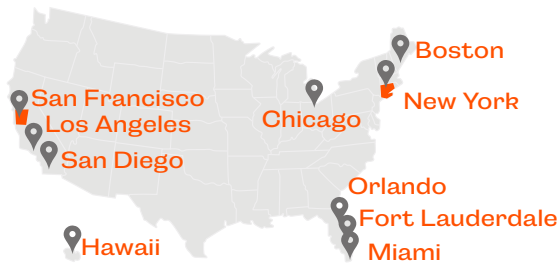 Boston
San Francisco
New York
Los Angeles
Chicago
San Diego
Orlando
Fort Lauderdale
Hawaii
Miami